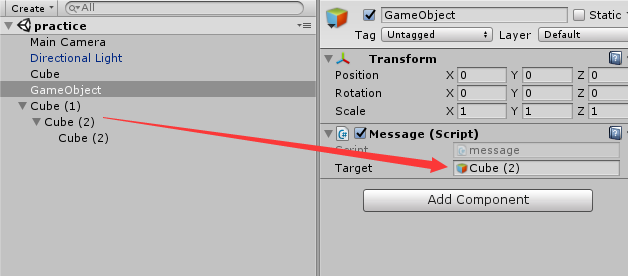 Create
All
practice
Main Camera
Directional Light
Cube
GameObject
Cube (1)
Cube (2)
Cube (2)
GameObject
Static
Tag Untagged Layer Default
Transform
Position X 0 Y 0 Z 0
Rotation X 0 Y 0 Z 0
Scale X 1 Y 1 Z 1
Message (Script)
Script message
Target Cube (2)
Add Component